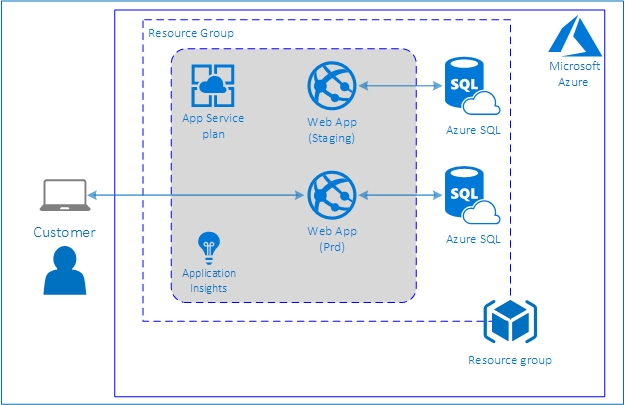 Resource Group
Microsoft
Azure
App Service
plan
Web App
(Staging)
SQL
Azure SQL
Customer
Web App
(Prd)
SQL
Azure SQL
Application
Insights
Resource group